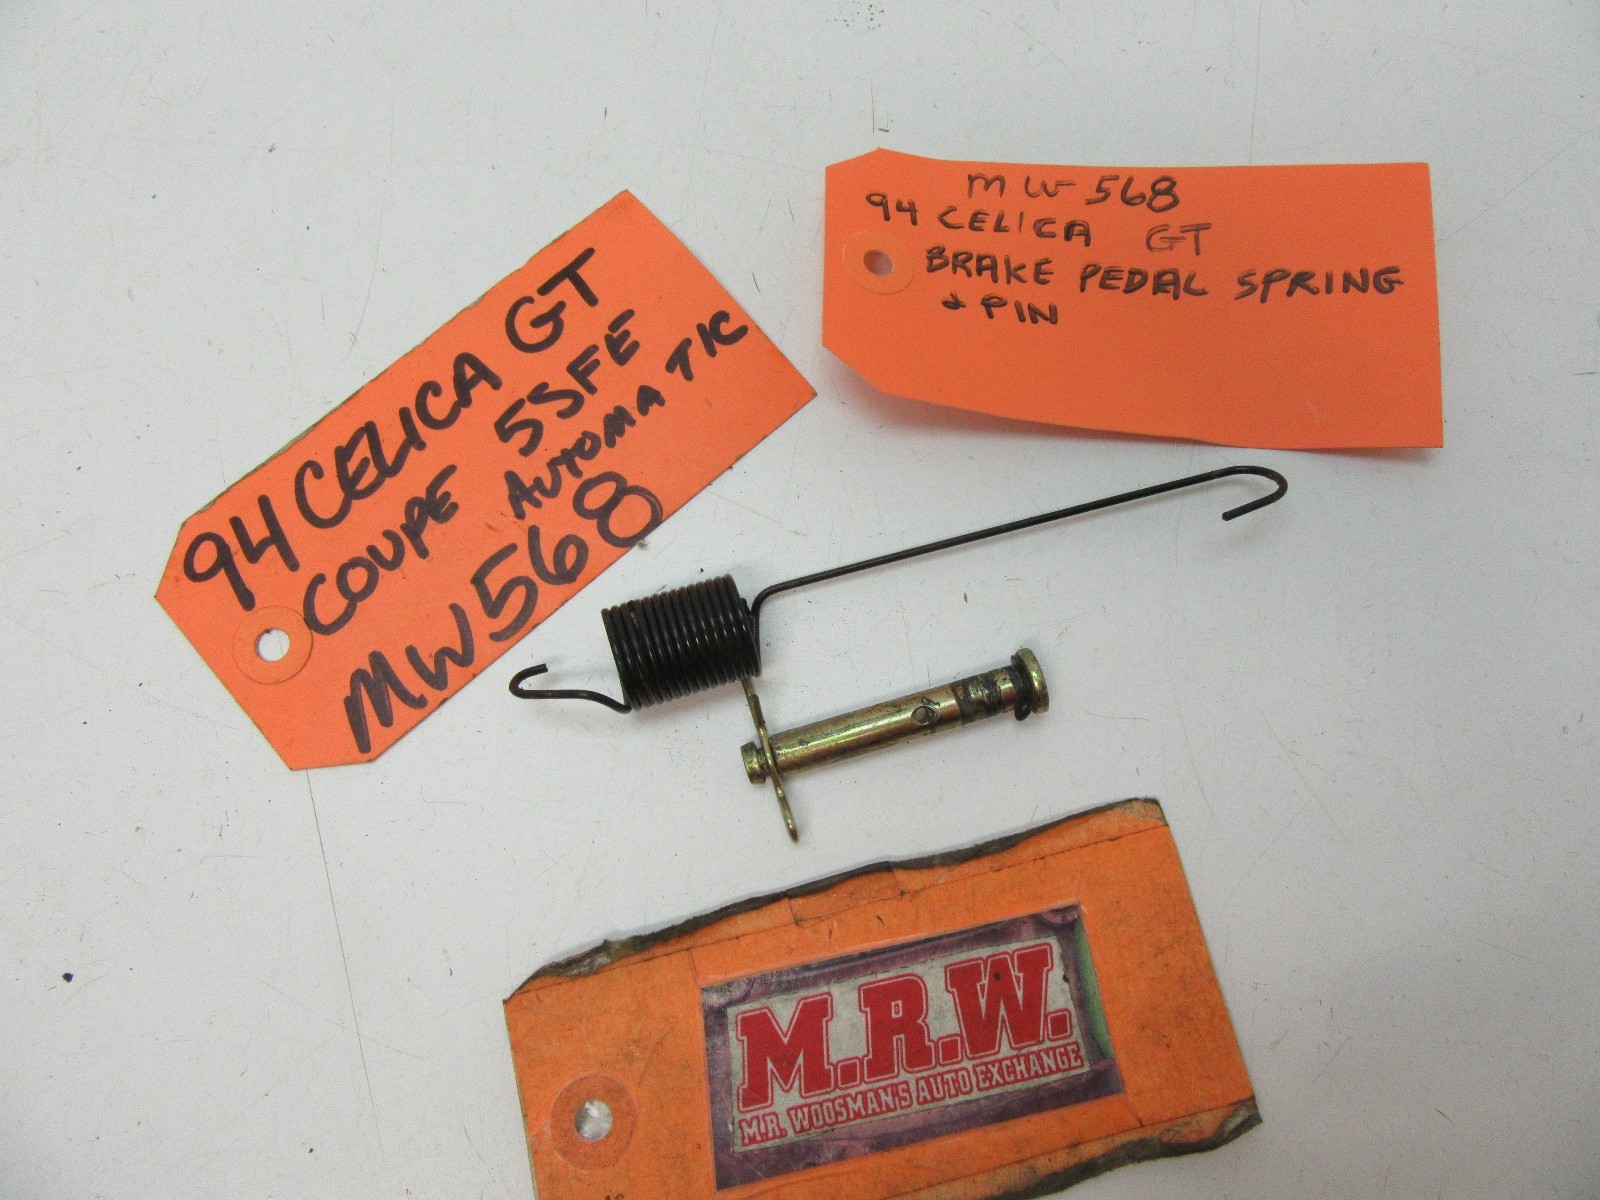 94 CELICA GT
COUPE 5SFE
AUTOMATIC
MW568
MW-568
94 CELICA GT
BRAKE PEDAL SPRING
& PIN
M.R.W.
M.R. WOOSMAN'S AUTO EXCHANGE